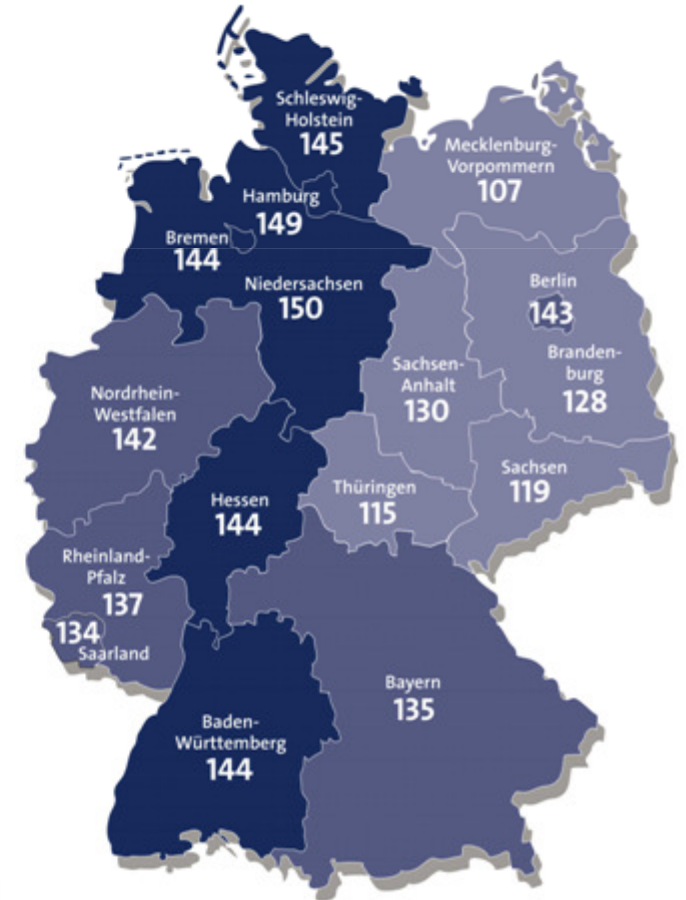 Schleswig-
Holstein
145
Mecklenburg-
Vorpommern
107
Hamburg
149
Bremen
144
Niedersachsen
150
Berlin
143
Branden-
burg
128
Sachsen-
Anhalt
130
Nordrhein-
Westfalen
142
Sachsen
119
Thüringen
115
Hessen
144
Rheinland-
Pfalz
137
134
Saarland
Bayern
135
Baden-
Württemberg
144